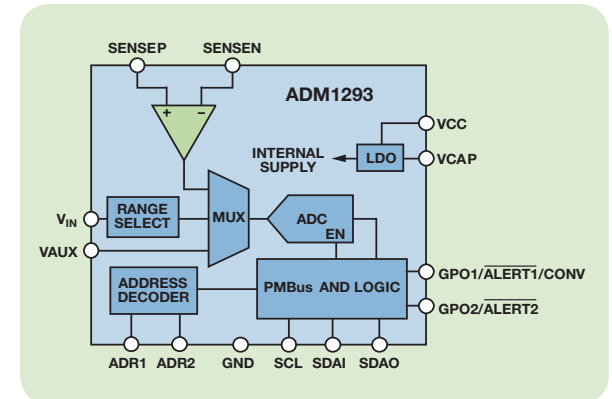 SENSEP SENSEN
+ −
ADM1293
VCC
INTERNAL
SUPPLY
LDO
VCAP
RANGE
SELECT
MUX
ADC
EN
VIN
VAUX
ADDRESS
DECODER
PMBus AND LOGIC
GPO1/ALERT1/CONV
GPO2/ALERT2
ADR1 ADR2 GND SCL SDAI SDAO